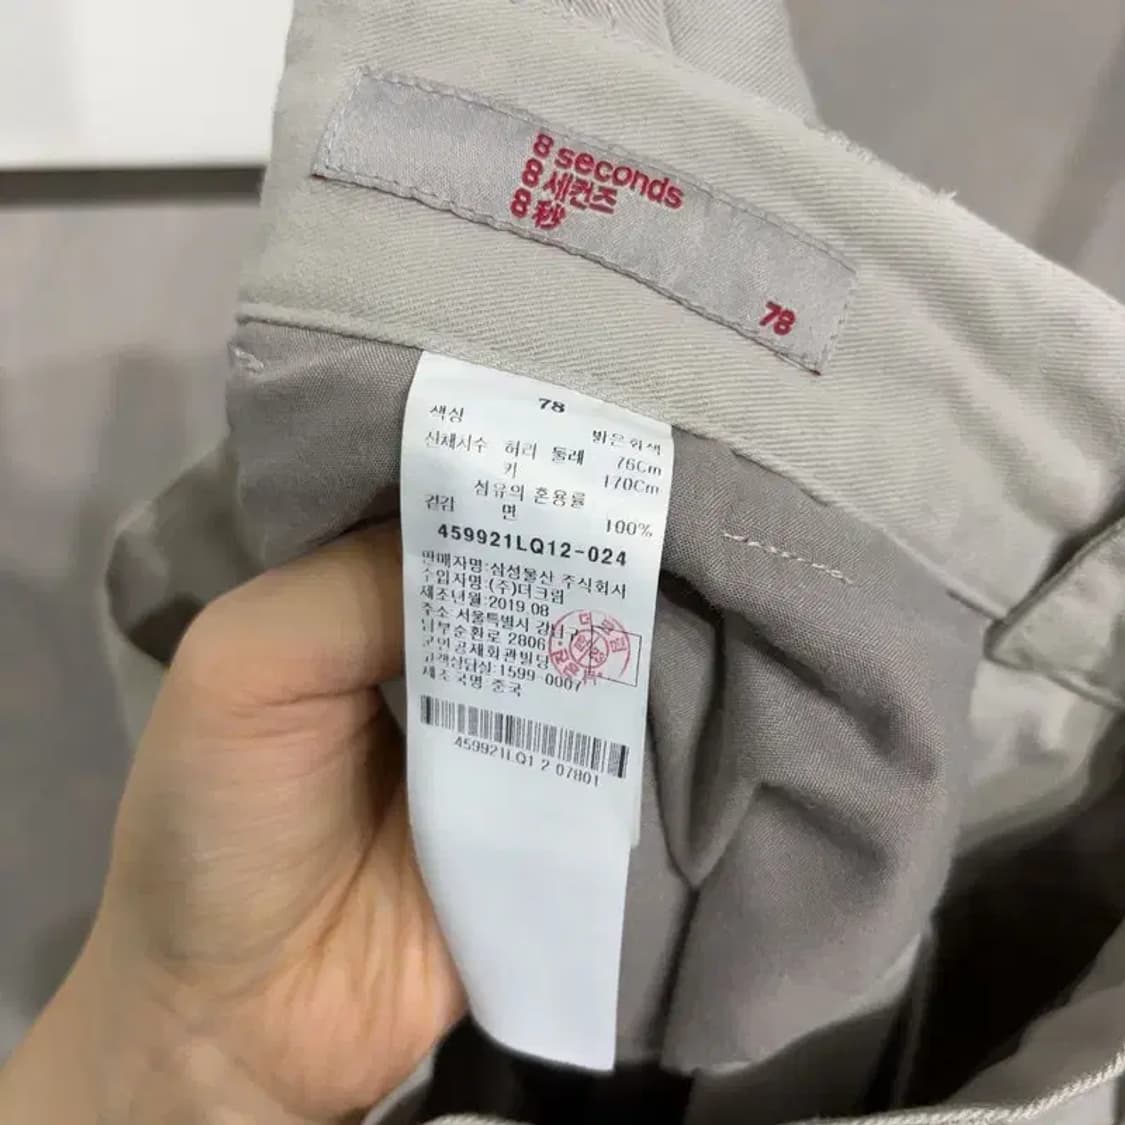 8 seconds
8 세컨즈
8 秒
78
78
색상 밝은회색
신체치수 허리 둘레 76Cm
키 170Cm
섬유의 혼용률
겉감 면 100%
459921LQ12-024
판매자명:삼성물산 주식회사
수입자명:(주)더크림
제조년월:2019.08
주소:서울특별시 강남구
남부순환로 2806
군인공제회관빌딩
고객상담실:1599-0007
제조국명:중국
459921LQ1 2 07801